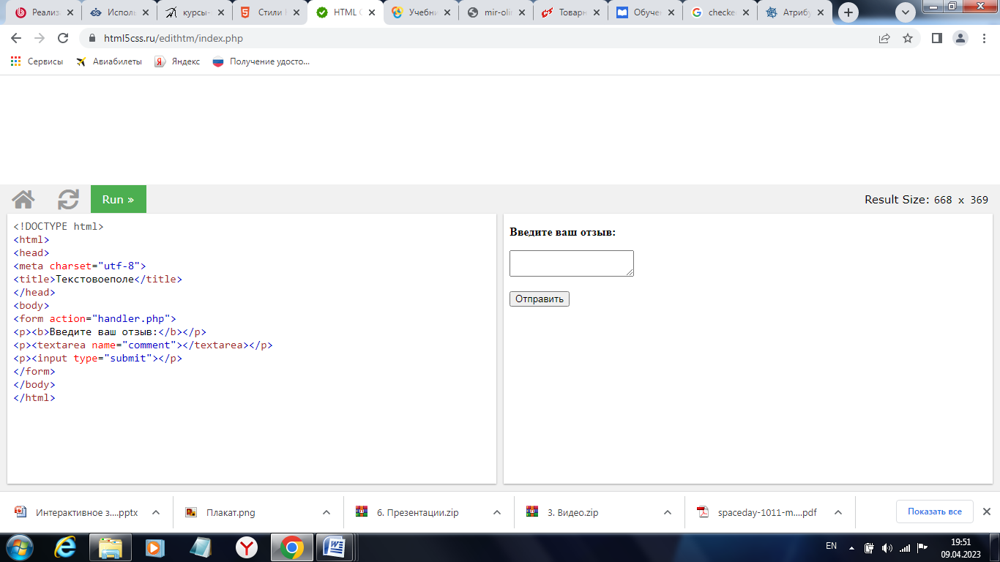 Реализ
Исполь
курсы-
Стили
HTML
Учебни
mir-olin
Товарн
Обучен
checke
Атрибу
html5css.ru/edithtm/index.php
Сервисы
Авиабилеты
Яндекс
Получение удосто...
Run »
Result Size: 668 x 369
<!DOCTYPE html>
<html>
<head>
<meta charset="utf-8">
<title>Текстовоеполе</title>
</head>
<body>
<form action="handler.php">
<p><b>Введите ваш отзыв:</b></p>
<p><textarea name="comment"></textarea></p>
<p><input type="submit"></p>
</form>
</body>
</html>
Введите ваш отзыв:
Отправить
Интерактивное з....pptx
Плакат.png
6. Презентации.zip
3. Видео.zip
spaceday-1011-m....pdf
Показать все
EN
19:51
09.04.2023